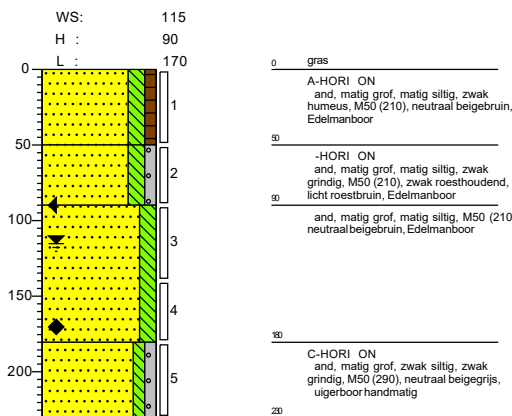 WS: 115
H : 90
L : 170
0
50
100
150
200
1
2
3
4
5
0 gras
A-HORI ON
and, matig grof, matig siltig, zwak
humeus, M50 (210), neutraal beigebruin,
Edelmanboor
50
-HORI ON
and, matig grof, matig siltig, zwak
grindig, M50 (210), zwak roesthoudend,
licht roestbruin, Edelmanboor
90
and, matig grof, matig siltig, M50 (210
neutraalbeigebruin, Edelmanboor
180
C-HORI ON
and, matig grof, zwak siltig, zwak
grindig, M50 (290), neutraal beigegrijs,
uigerboor handmatig
230